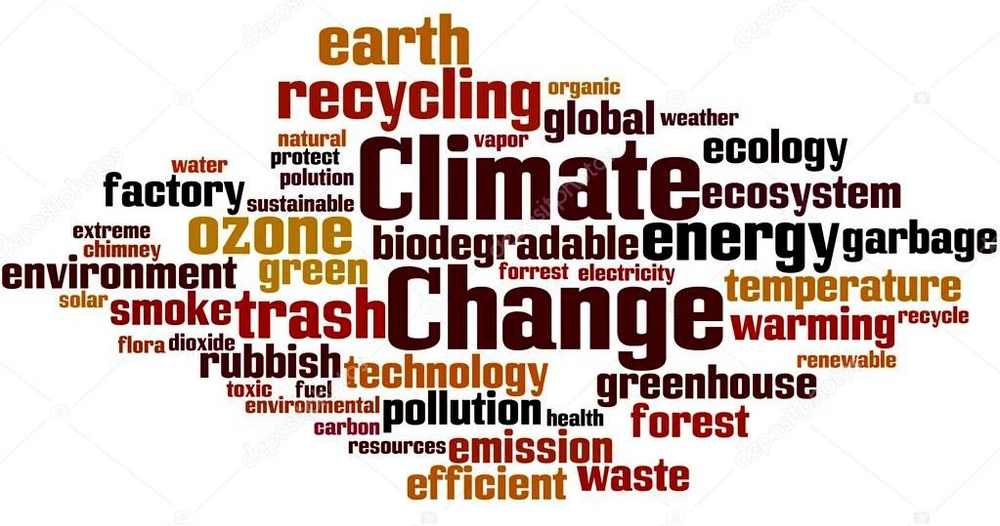 earth
recycling organic
global weather
natural vapor
protect
Climate
ecology
water
polution
factory
ecosystem
sustainable
ozone
biodegradable energy garbage
extreme
chimney
environment green
forrest electricity
Change
temperature
solar
smoke trash
warming recycle
flora dioxide
rubbish
renewable
technology
greenhouse
toxic fuel
environmental
pollution health forest
carbon
resources emission
efficient waste
depositphotos